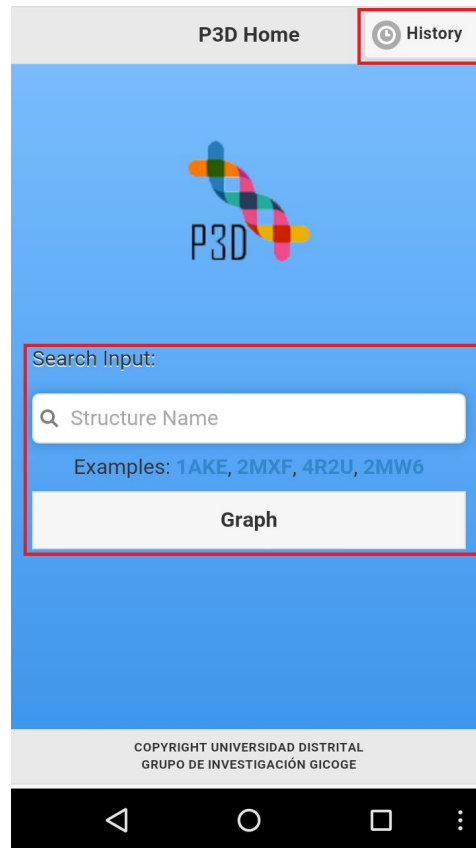 P3D Home
History
P3D
Search Input:
Structure Name
Examples: 1AKE, 2MXF, 4R2U, 2MW6
Graph
COPYRIGHT UNIVERSIDAD DISTRITAL
GRUPO DE INVESTIGACIÓN GICOGE